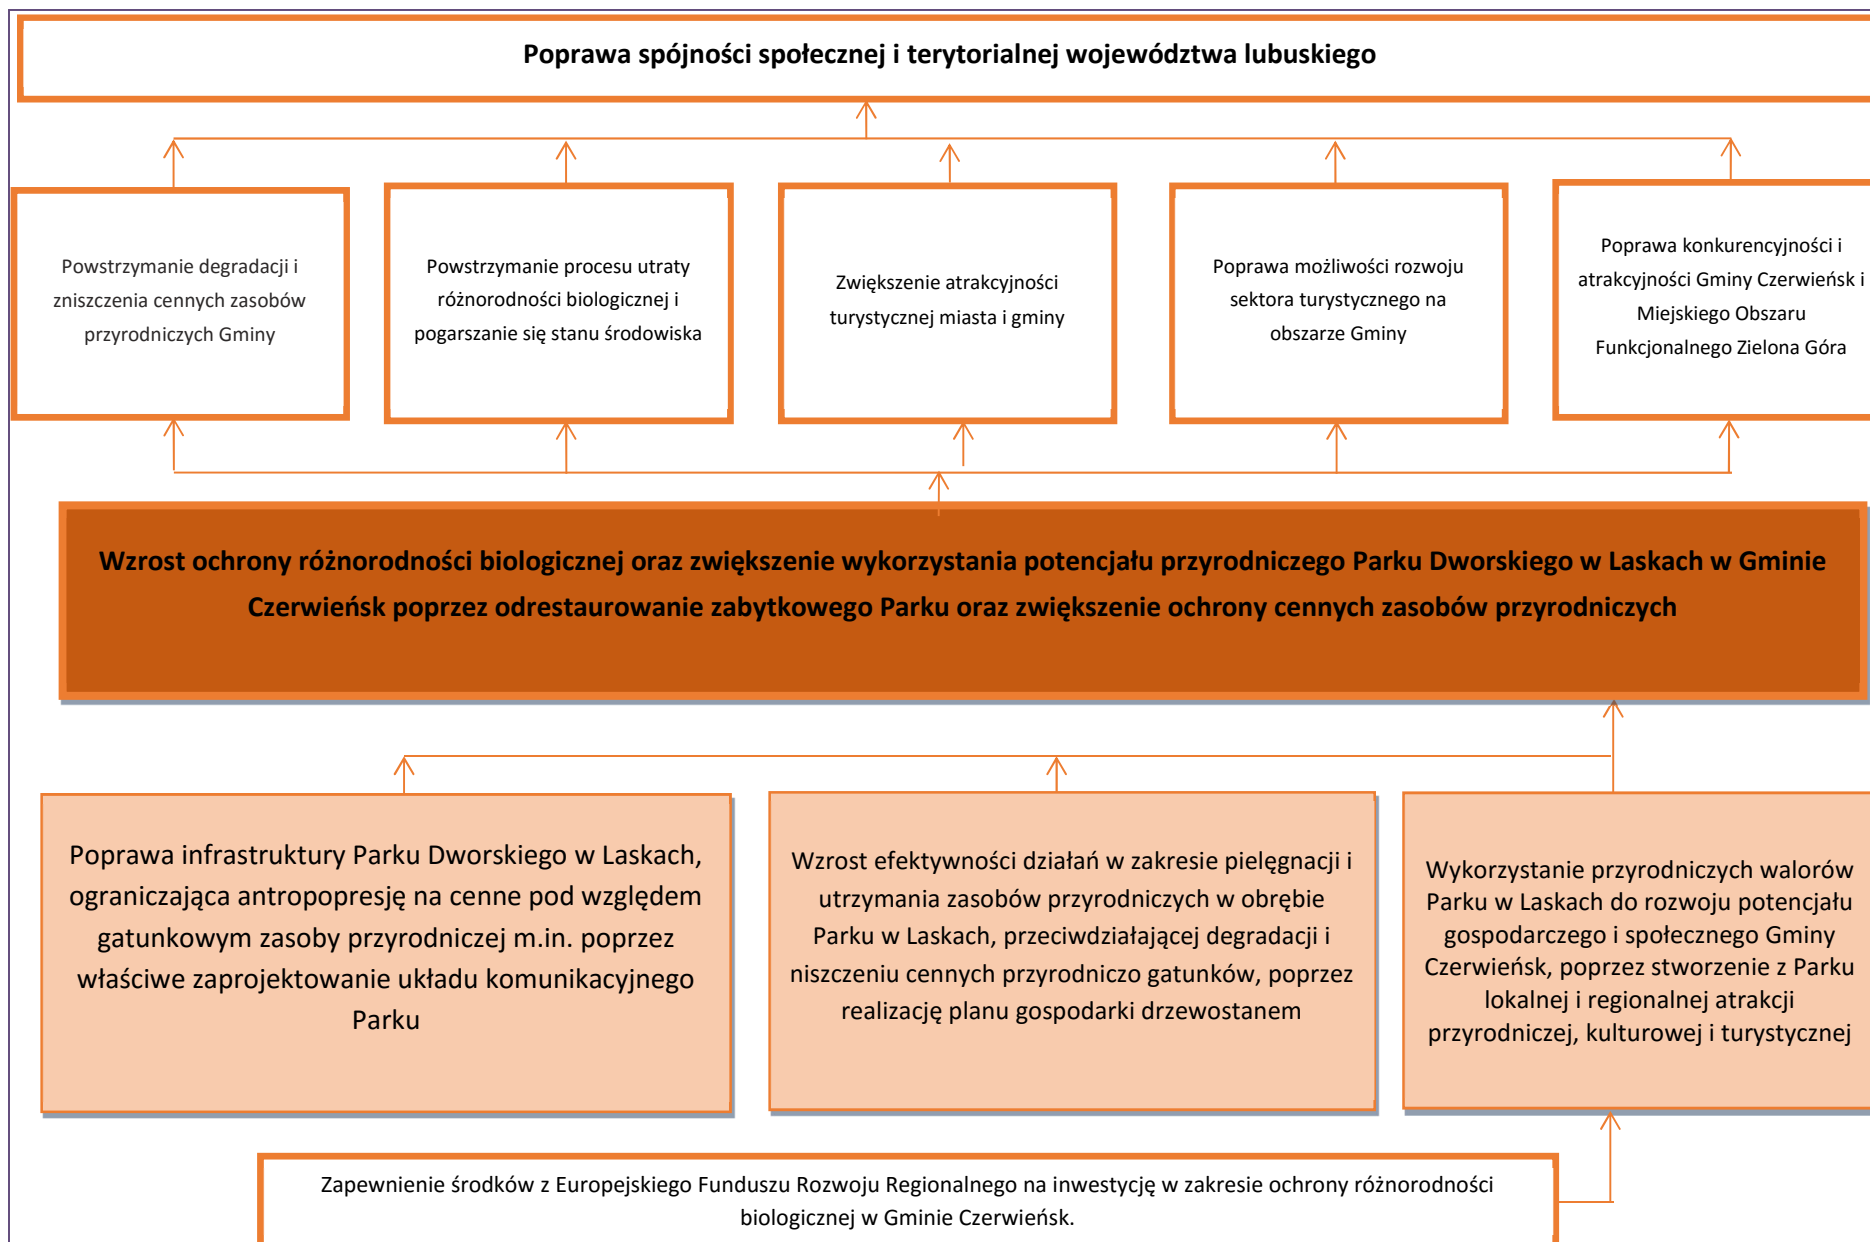 Poprawa spójności społecznej i terytorialnej województwa lubuskiego
Powstrzymanie degradacji i
zniszczenia cennych zasobów
przyrodniczych Gminy
Powstrzymanie procesu utraty
różnorodności biologicznej i
pogarszanie się stanu środowiska
Zwiększenie atrakcyjności
turystycznej miasta i gminy
Poprawa możliwości rozwoju
sektora turystycznego na
obszarze Gminy
Poprawa konkurencyjności i
atrakcyjności Gminy Czerwieńsk i
Miejskiego Obszaru
Funkcjonalnego Zielona Góra
Wzrost ochrony różnorodności biologicznej oraz zwiększenie wykorzystania potencjału przyrodniczego Parku Dworskiego w Laskach w Gminie
Czerwieńsk poprzez odrestaurowanie zabytkowego Parku oraz zwiększenie ochrony cennych zasobów przyrodniczych
Poprawa infrastruktury Parku Dworskiego w Laskach,
ograniczająca antropopresję na cenne pod względem
gatunkowym zasoby przyrodniczej m.in. poprzez
właściwe zaprojektowanie układu komunikacyjnego
Parku
Wzrost efektywności działań w zakresie pielęgnacji i
utrzymania zasobów przyrodniczych w obrębie
Parku w Laskach, przeciwdziałającej degradacji i
niszczeniu cennych przyrodniczo gatunków, poprzez
realizację planu gospodarki drzewostanem
Wykorzystanie przyrodniczych walorów
Parku w Laskach do rozwoju potencjału
gospodarczego i społecznego Gminy
Czerwieńsk, poprzez stworzenie z Parku
lokalnej i regionalnej atrakcji
przyrodniczej, kulturowej i turystycznej
Zapewnienie środków z Europejskiego Funduszu Rozwoju Regionalnego na inwestycję w zakresie ochrony różnorodności
biologicznej w Gminie Czerwieńsk.